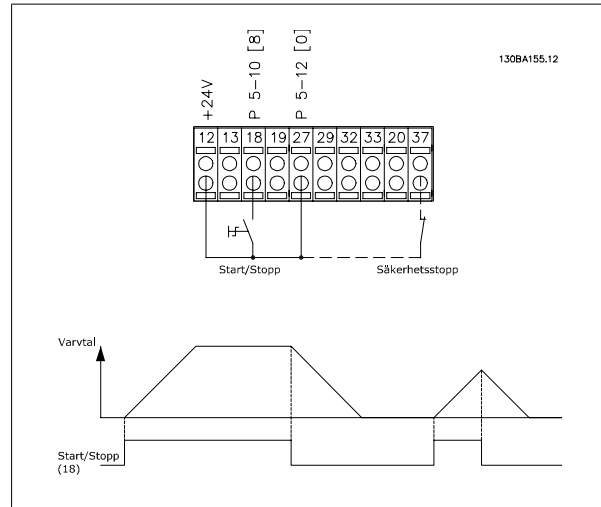 130BA155.12
+24V
P 5-10 [8]
P 5-12 [0]
12 13 18 19 27 29 32 33 20 37
Start/Stopp
Säkerhetsstopp
Varvtal
Start/Stopp
(18)